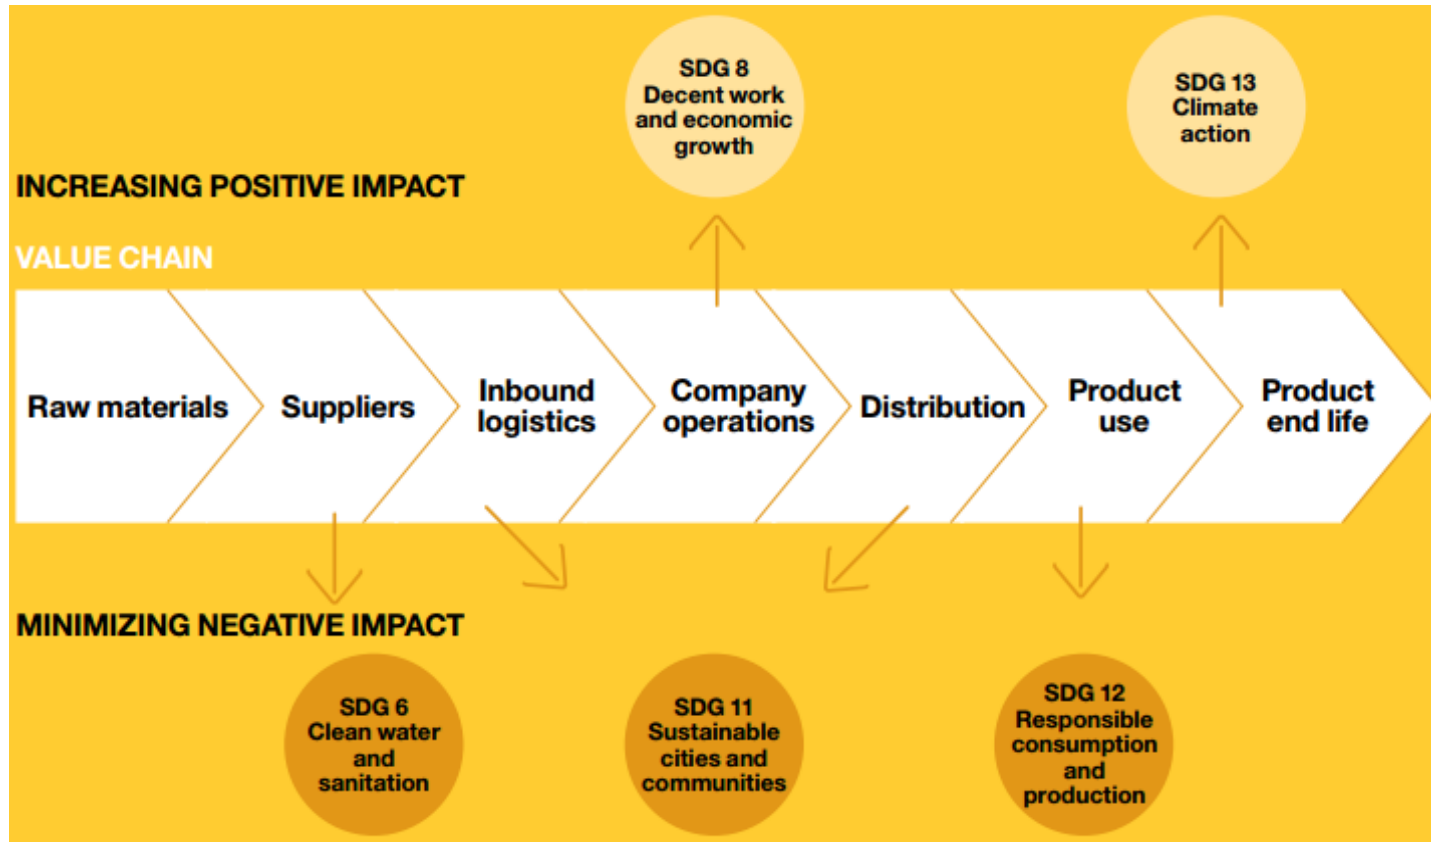 SDG 8
Decent work
and economic
growth
SDG 13
Climate
action
INCREASING POSITIVE IMPACT
VALUE CHAIN
Raw materials
Suppliers
Inbound
logistics
Company
operations
Distribution
Product
use
Product
end life
MINIMIZING NEGATIVE IMPACT
SDG 6
Clean water
and
sanitation
SDG 11
Sustainable
cities and
communities
SDG 12
Responsible
consumption
and
production